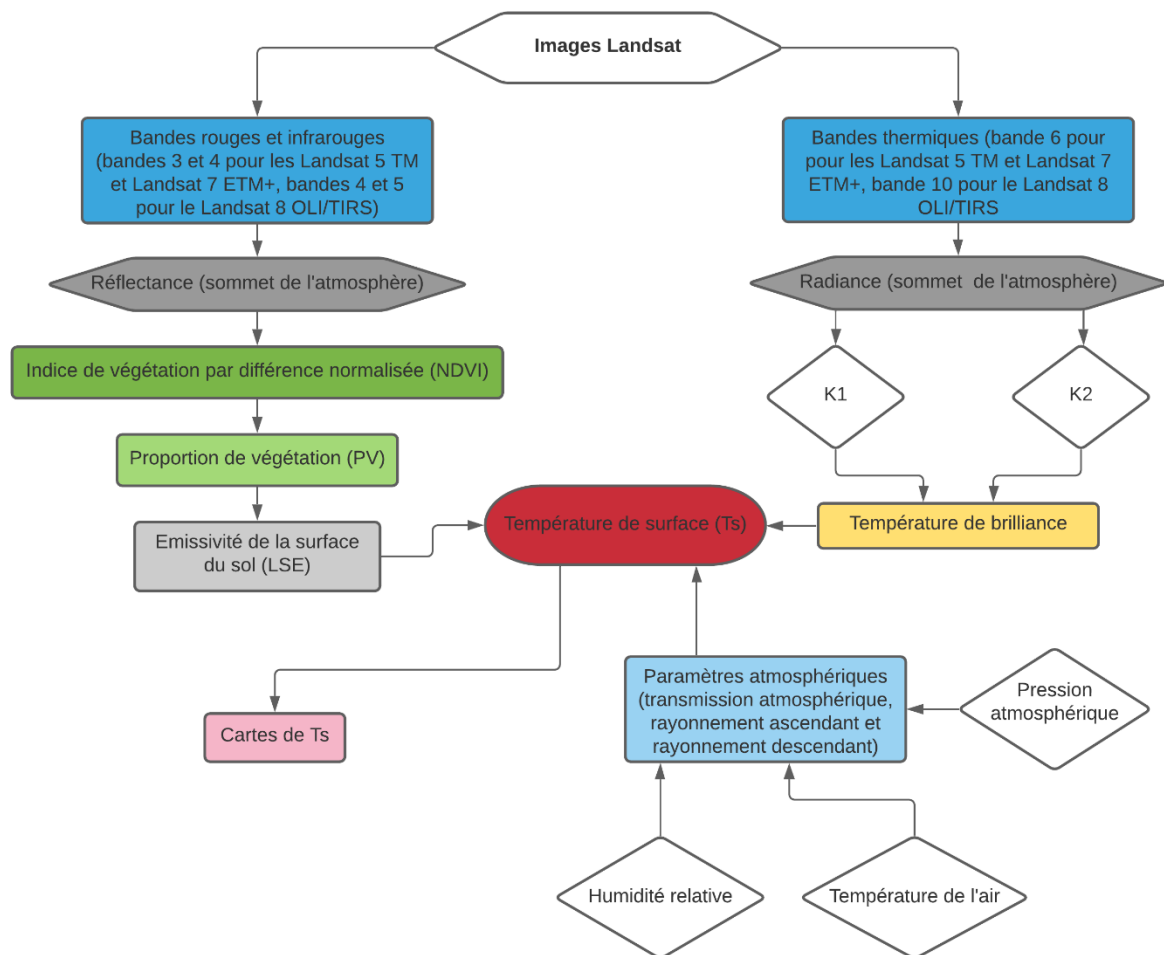 Images Landsat
Bandes rouges et infrarouges
(bandes 3 et 4 pour les Landsat 5 TM
et Landsat 7 ETM+, bandes 4 et 5
pour le Landsat 8 OLI/TIRS)
Bandes thermiques (bande 6 pour
pour les Landsat 5 TM et Landsat 7
ETM+, bande 10 pour le Landsat 8
OLI/TIRS
Réflectance (sommet de l'atmosphère)
Radiance (sommet de l'atmosphère)
Indice de végétation par différence normalisée (NDVI)
K1
K2
Proportion de végétation (PV)
Température de surface (Ts)
Température de brilliance
Emissivité de la surface
du sol (LSE)
Paramètres atmosphériques
(transmission atmosphérique,
rayonnement ascendant et
rayonnement descendant)
Pression
atmosphérique
Cartes de Ts
Humidité relative
Température de l'air